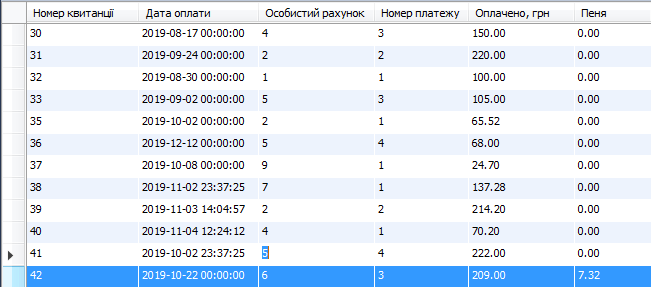 Номер квитанції Дата оплати Особистий рахунок Номер платежу Оплачено, грн Пеня
30 2019-08-17 00:00:00 4 3 150.00 0.00
31 2019-09-24 00:00:00 2 2 220.00 0.00
32 2019-08-30 00:00:00 1 1 100.00 0.00
33 2019-09-02 00:00:00 5 3 105.00 0.00
35 2019-10-02 00:00:00 2 1 65.52 0.00
36 2019-12-12 00:00:00 5 4 68.00 0.00
37 2019-10-08 00:00:00 9 1 24.70 0.00
38 2019-11-02 23:37:25 7 1 137.28 0.00
39 2019-11-03 14:04:57 2 2 214.20 0.00
40 2019-11-04 12:24:12 4 1 70.20 0.00
41 2019-10-02 23:37:25 5 4 222.00 0.00
42 2019-10-22 00:00:00 6 3 209.00 7.32